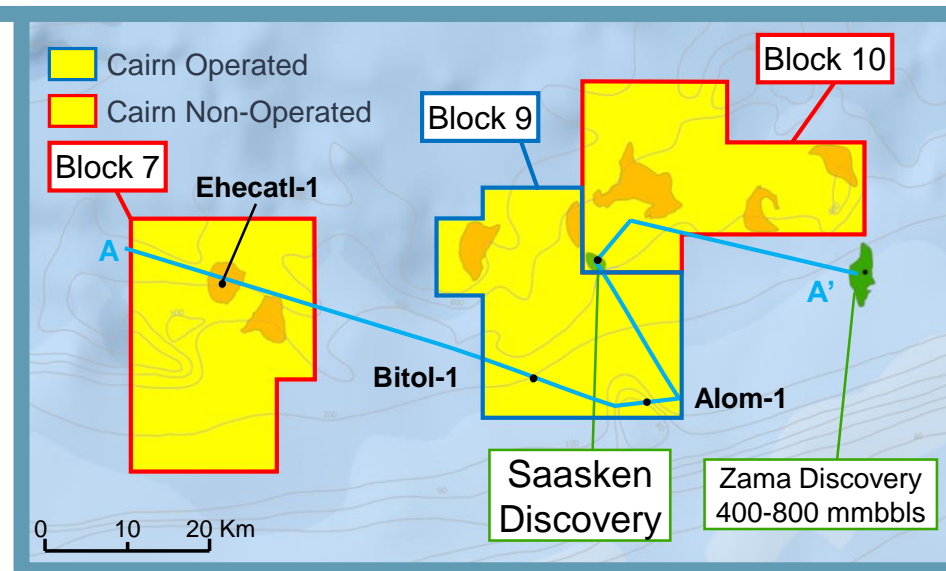 Cairn Operated
Cairn Non-Operated
Block 10
Block 9
Block 7
Ehecatl-1
A
A’
Bitol-1
Alom-1
Saasken
Discovery
Zama Discovery
400-800 mmbbls
0 10 20 Km